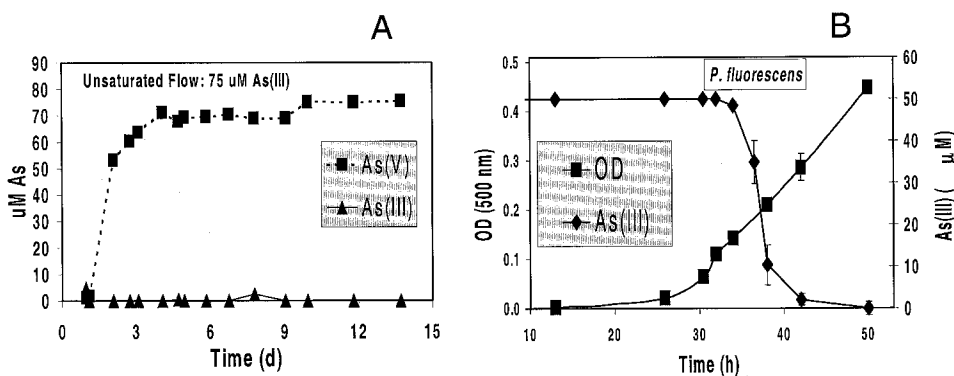 A
Unsaturated Flow: 75 uM As(III)
uM As
90
80
70
60
50
40
30
20
10
0
As(V)
As(III)
0
3
6
9
12
15
Time (d)
B
P. fluorescens
OD (500 nm)
0.5
0.4
0.3
0.2
0.1
0.0
OD
As(III)
60
50
40
30
20
10
0
As(III) ( μ M)
10
20
30
40
50
Time (h)